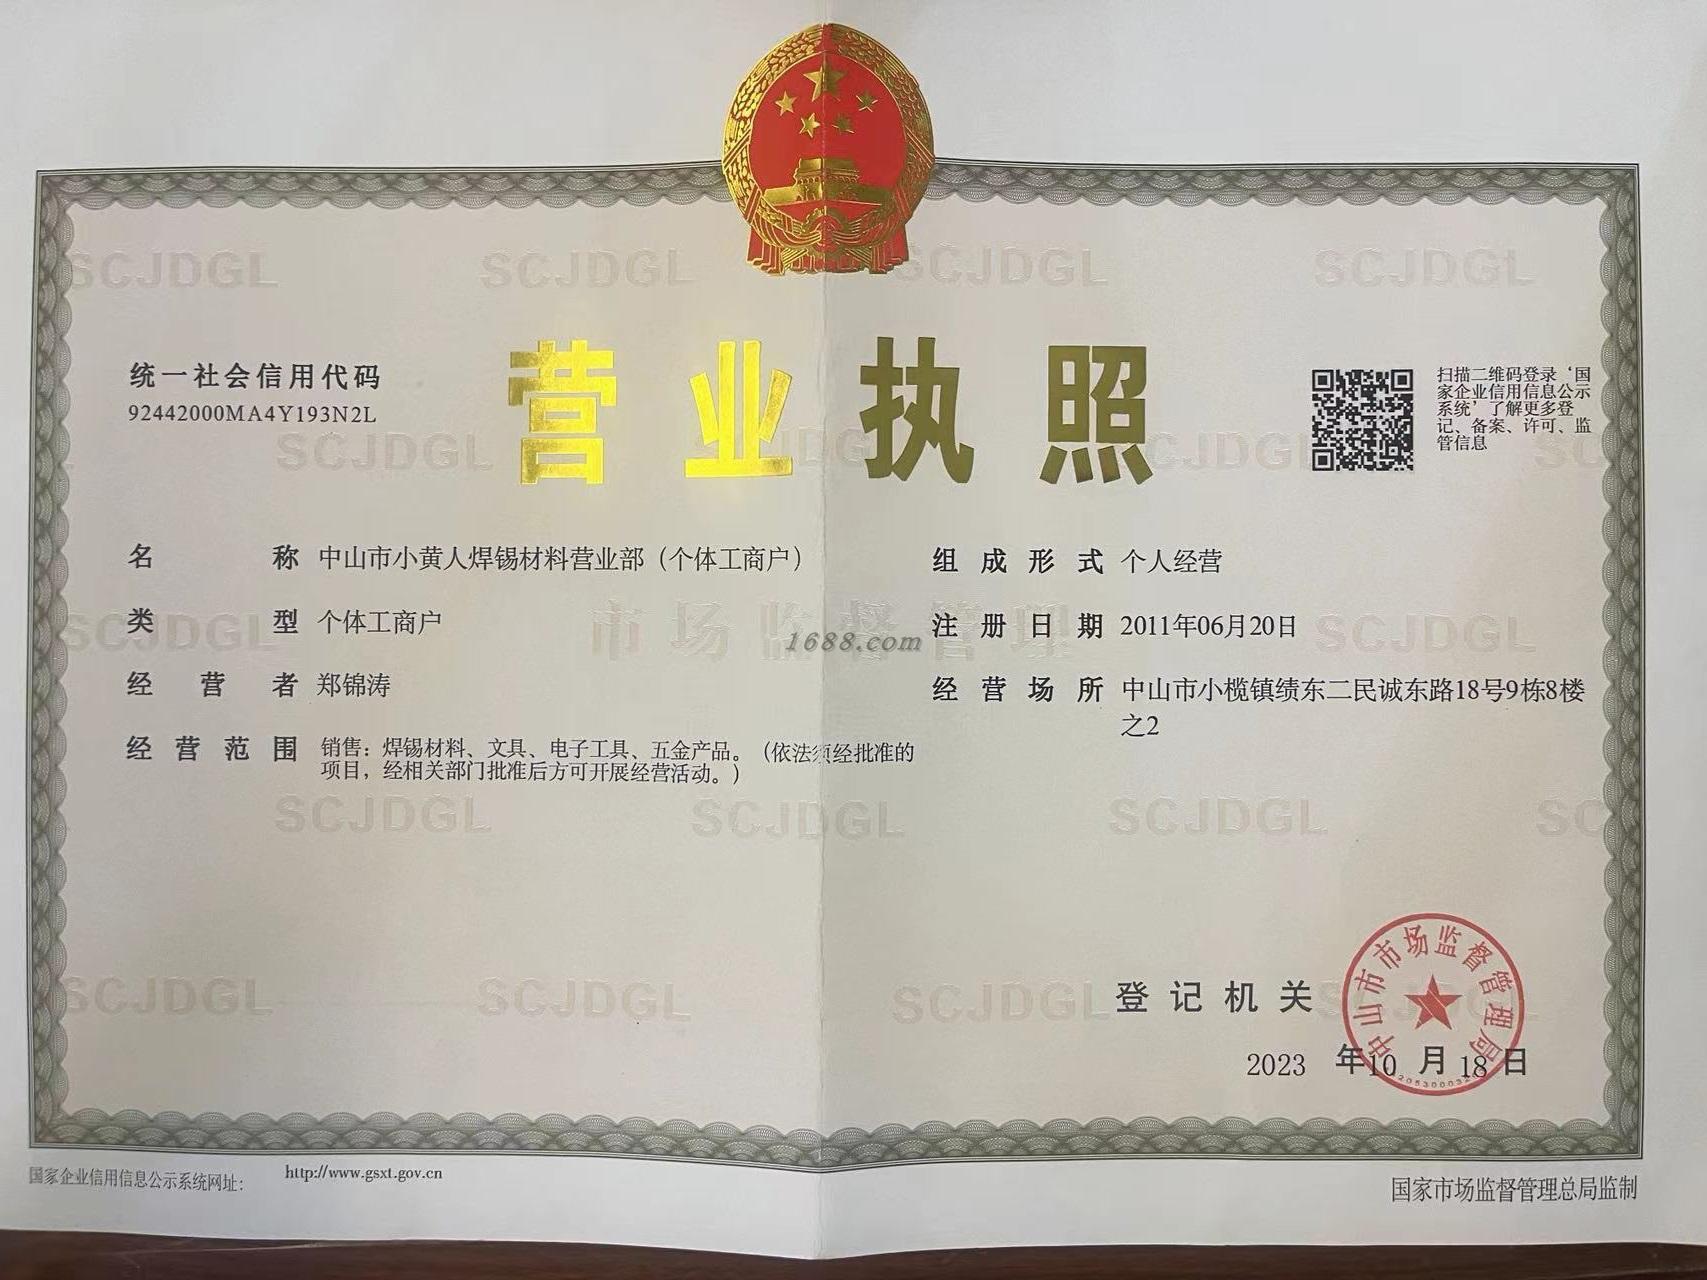 营业执照
统一社会信用代码
92442000MA4Y193N2L
扫描二维码登录‘国
家企业信用信息公示
系统’了解更多登
记、备案、许可、监
管信息
名称 中山市小黄人焊锡材料营业部（个体工商户）
类型 个体工商户
经营者 郑锦涛
经营范围 销售：焊锡材料、文具、电子工具、五金产品。（依法须经批准的
项目，经相关部门批准后方可开展经营活动。）
组成形式 个人经营
注册日期 2011年06月20日
经营场所 中山市小榄镇绩东二民诚东路18号9栋8楼
之2
市场监督管理
1688.com
SCJDGL SCJDGL SCJDGL SCJDGL
登记机关
中山市市场监督管理局
2023 年10 月18日
国家企业信用信息公示系统网址： http://www.gsxt.gov.cn
国家市场监督管理总局监制